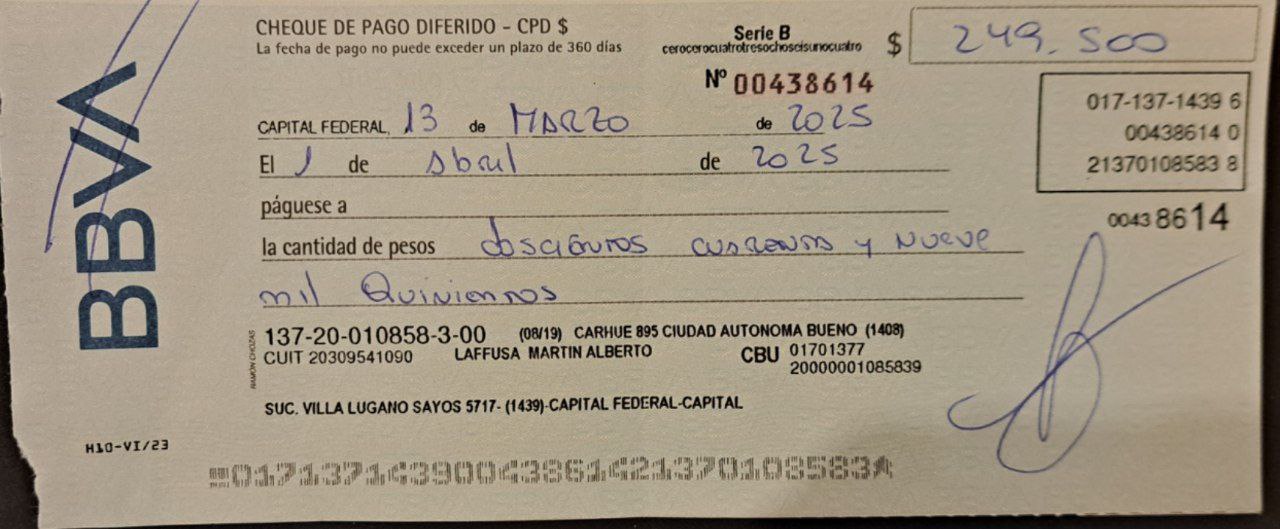 BBVA
CHEQUE DE PAGO DIFERIDO - CPD $
La fecha de pago no puede exceder un plazo de 360 días
Serie B
cerocerocuatrotresochoseisunocuatro
$ 249.500
Nº 00438614
017-137-1439 6
00438614 0
21370108583 8
00438614
CAPITAL FEDERAL, 13 de MARZO de 2025
El 1 de Abril de 2025
páguese a
la cantidad de pesos doscientos cuarenta y nueve
mil Quinientos
137-20-010858-3-00 (08/19) CARHUE 895 CIUDAD AUTONOMA BUENO (1408)
CUIT 20309541090 LAFFUSA MARTIN ALBERTO CBU 01701377
20000001085839
RAMÓN CHOZAS
SUC. VILLA LUGANO SAYOS 5717- (1439)-CAPITAL FEDERAL-CAPITAL
H10-VI/23
01713714390043861421370108583